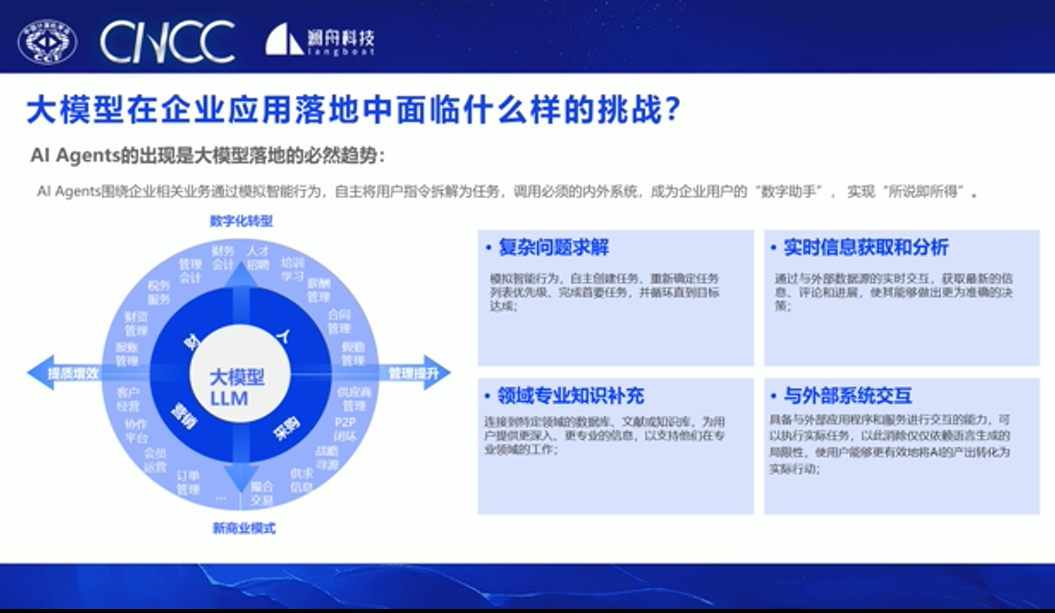 中国计算机学会
CCF
CNCC
澜舟科技
langboat
大模型在企业应用落地中面临什么样的挑战?
AI Agents的出现是大模型落地的必然趋势：
AI Agents围绕企业相关业务通过模拟智能行为，自主将用户指令拆解为任务，调用必须的内外系统，成为企业用户的“数字助手”， 实现“所说即所得”。
数字化转型
财务
会计
人才
招聘
管理
会计
培训
学习
税务
服务
薪酬
管理
财资
管理
合同
管理
报账
管理
假勤
管理
财
人
提质增效
管理提升
大模型
LLM
客户
经营
供应商
管理
营销
采购
协作
平台
P2P
闭环
会员
运营
战略
寻源
订单
管理
供求
信息
...
撮合
交易
新商业模式
• 复杂问题求解
模拟智能行为，自主创建任务、重新确定任务
列表优先级、完成首要任务，并循环直到目标
达成；
• 实时信息获取和分析
通过与外部数据源的实时交互，获取最新的信
息、评论和进展，使其能够做出更为准确的决
策；
• 领域专业知识补充
连接到特定领域的数据库、文献或知识库，为用
户提供更深入、更专业的信息，以支持他们在专
业领域的工作；
• 与外部系统交互
具备与外部应用程序和服务进行交互的能力，可
以执行实际任务，以此消除仅仅依赖语言生成的
局限性，使用户能够更有效地将AI的产出转化为
实际行动；